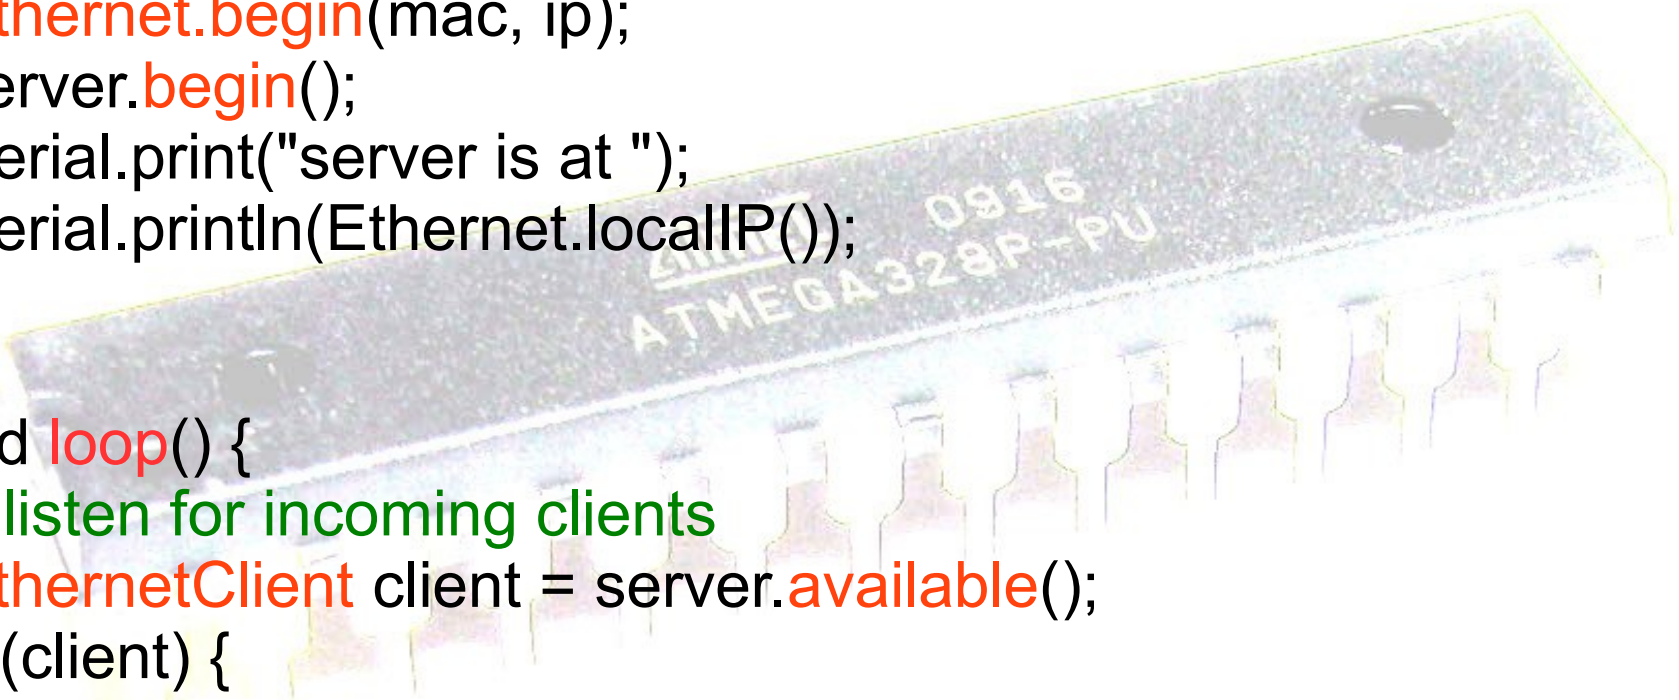 thernet.begin(mac, ip);
erver.begin();
erial.print("server is at ");
erial.println(Ethernet.localIP());
0916
ATMEGA328P-PU
d loop() {
listen for incoming clients
thernetClient client = server.available();
(client) {